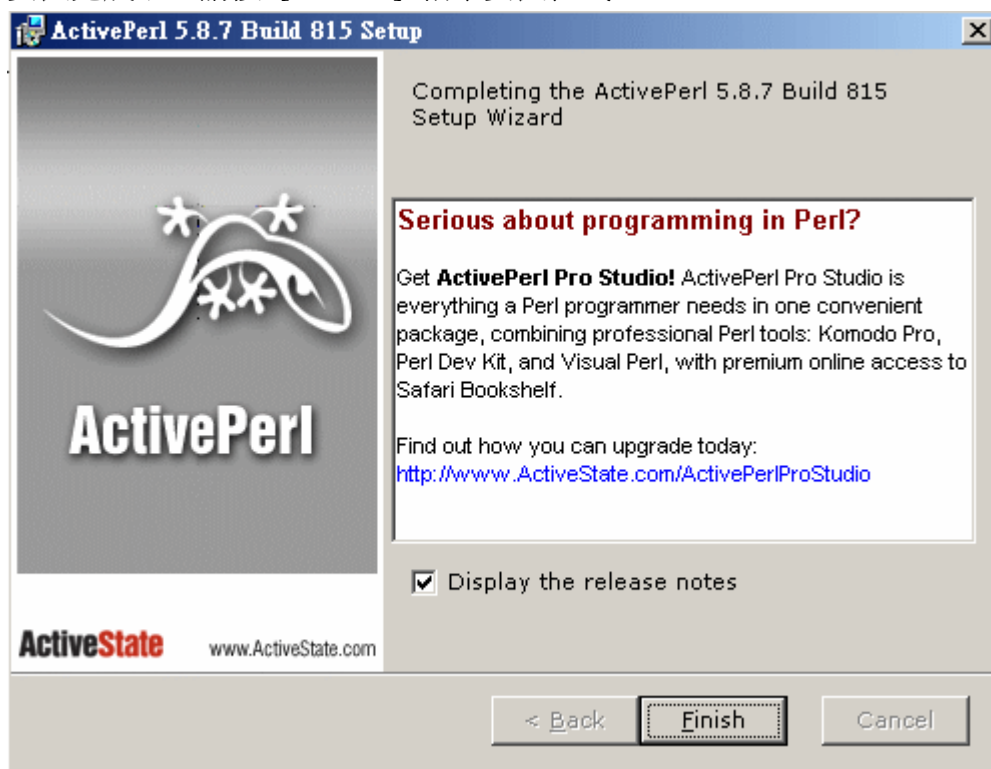 ActivePerl 5.8.7 Build 815 Setup
Completing the ActivePerl 5.8.7 Build 815
Setup Wizard
Serious about programming in Perl?
Get ActivePerl Pro Studio! ActivePerl Pro Studio is
everything a Perl programmer needs in one convenient
package, combining professional Perl tools: Komodo Pro,
Perl Dev Kit, and Visual Perl, with premium online access to
Safari Bookshelf.
Find out how you can upgrade today:
http://www.ActiveState.com/ActivePerlProStudio
ActivePerl
Display the release notes
ActiveState www.ActiveState.com
< Back
Finish
Cancel